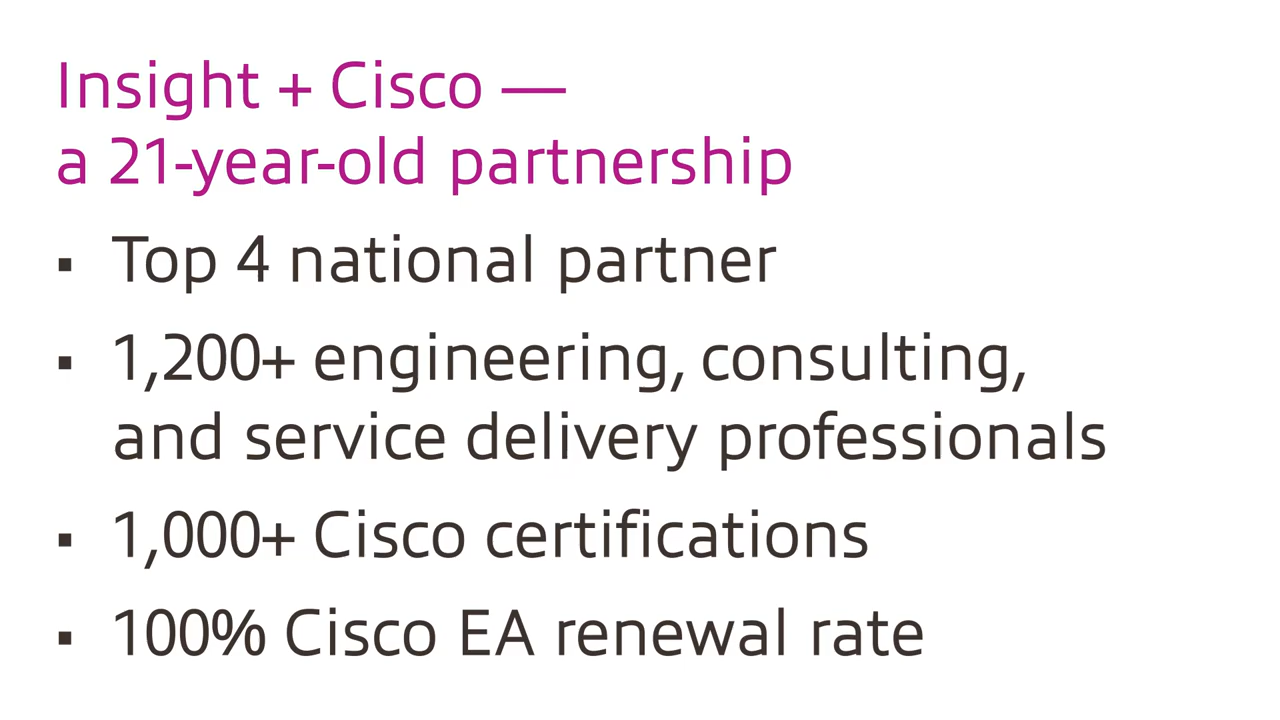 Insight + Cisco —
a 21-year-old partnership
▪ Top 4 national partner
▪ 1,200+ engineering, consulting,
and service delivery professionals
▪ 1,000+ Cisco certifications
▪ 100% Cisco EA renewal rate